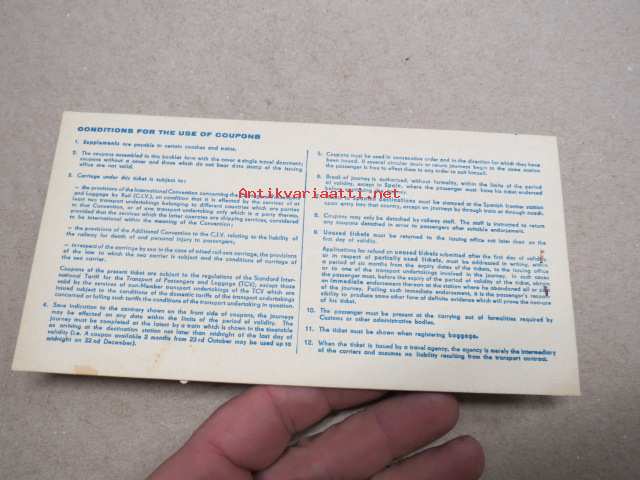 CONDITIONS FOR THE USE OF COUPONS
1. Supplements are payable in certain coaches and trains.
2. The coupons assembled in this booklet form with the cover a single travel document;
coupons without a cover and those which do not bear date stamp of the issuing
office are not valid.
3. Carriage under this ticket is subject to:
— the provisions of the International Convention concerning the
and Luggage by Rail (C.I.V.), on condition that it is effected by the services of at
least two transport undertakings belonging to different countries which are parties
to that Convention, or of one transport undertaking only which is a party thereto
provided that the services which the latter operates are shipping services, considered
to be international within the meaning of the Convention;
— the provisions of the Additional Convention to the C.I.V. relating to the liability of
the railway for death of and personal injury to passengers;
— in respect of the carriage by sea in the case of mixed rail-sea carriage, the provisions
of the law to which the sea carrier is subject and the conditions of carriage of
the sea carrier.
Coupons of the present ticket are subject to the regulations of the Standard Inter-
national Tariff for the Transport of Passengers and Luggage (TCV), except those
valid by the services of non-Member transport undertakings of the TCV which are
issued subject to the conditions of the domestic tariffs of the transport undertakings
concerned or failing such tariffs the conditions of the transport undertaking in question.
4. Save indication to the contrary shown on the front side of coupons, the journeys
may be effected on any date within the limits of the period of validity. The
journey must be completed at the latest by a train which is shown in the timetable
as arriving at the destination station not later than midnight at the last day of
validity (i.e. A coupon available 2 months from 23rd October may be used up to
midnight on 22nd December).
5. Coupons must be used in consecutive order and in the direction for which they have
been issued. If several circular tours or return journeys begin in the same station
the passenger is free to effect them in any order to suit himself.
6. Break of journey is authorised, without formality, within the limits of the period
of validity, except in Spain, where the passenger must have his ticket endorsed
stamped at the Spanish frontier station
upon entry into that country, except on journeys by through train or through coach.
8. Coupons may only be detached by railway staff. The staff is instructed to return
any coupons detached in error to passengers after suitable endorsement.
9. Unused tickets must be returned to the issuing office not later than on the
first day of validity.
Applications for refund on unused tickets submitted after the first day of validity
or in respect of partially used tickets, must be addressed in writing, within
a period of six months from the expiry dates of the tickets, to the issuing office
or to one of the transport undertakings involved in the journey. In such cases
the passenger must, before the expiry of the period of validity of the ticket, obtain
an immediate endorsement thereon at the station where he abandoned all or part
of the journey. Failing such immediate endorsement, it is the passenger's respon-
ability to produce some other form of definite evidence which will prove the non-use
of his ticket.
10. The passenger must be present at the carrying out of formalities required by
Customs or other administrative bodies.
11. The ticket must be shown when registering baggage.
12. When the ticket is issued by a travel agency, the agency is merely the intermediary
of the carriers and assumes no liability resulting from the transport contract.
Antikvariaatti.net